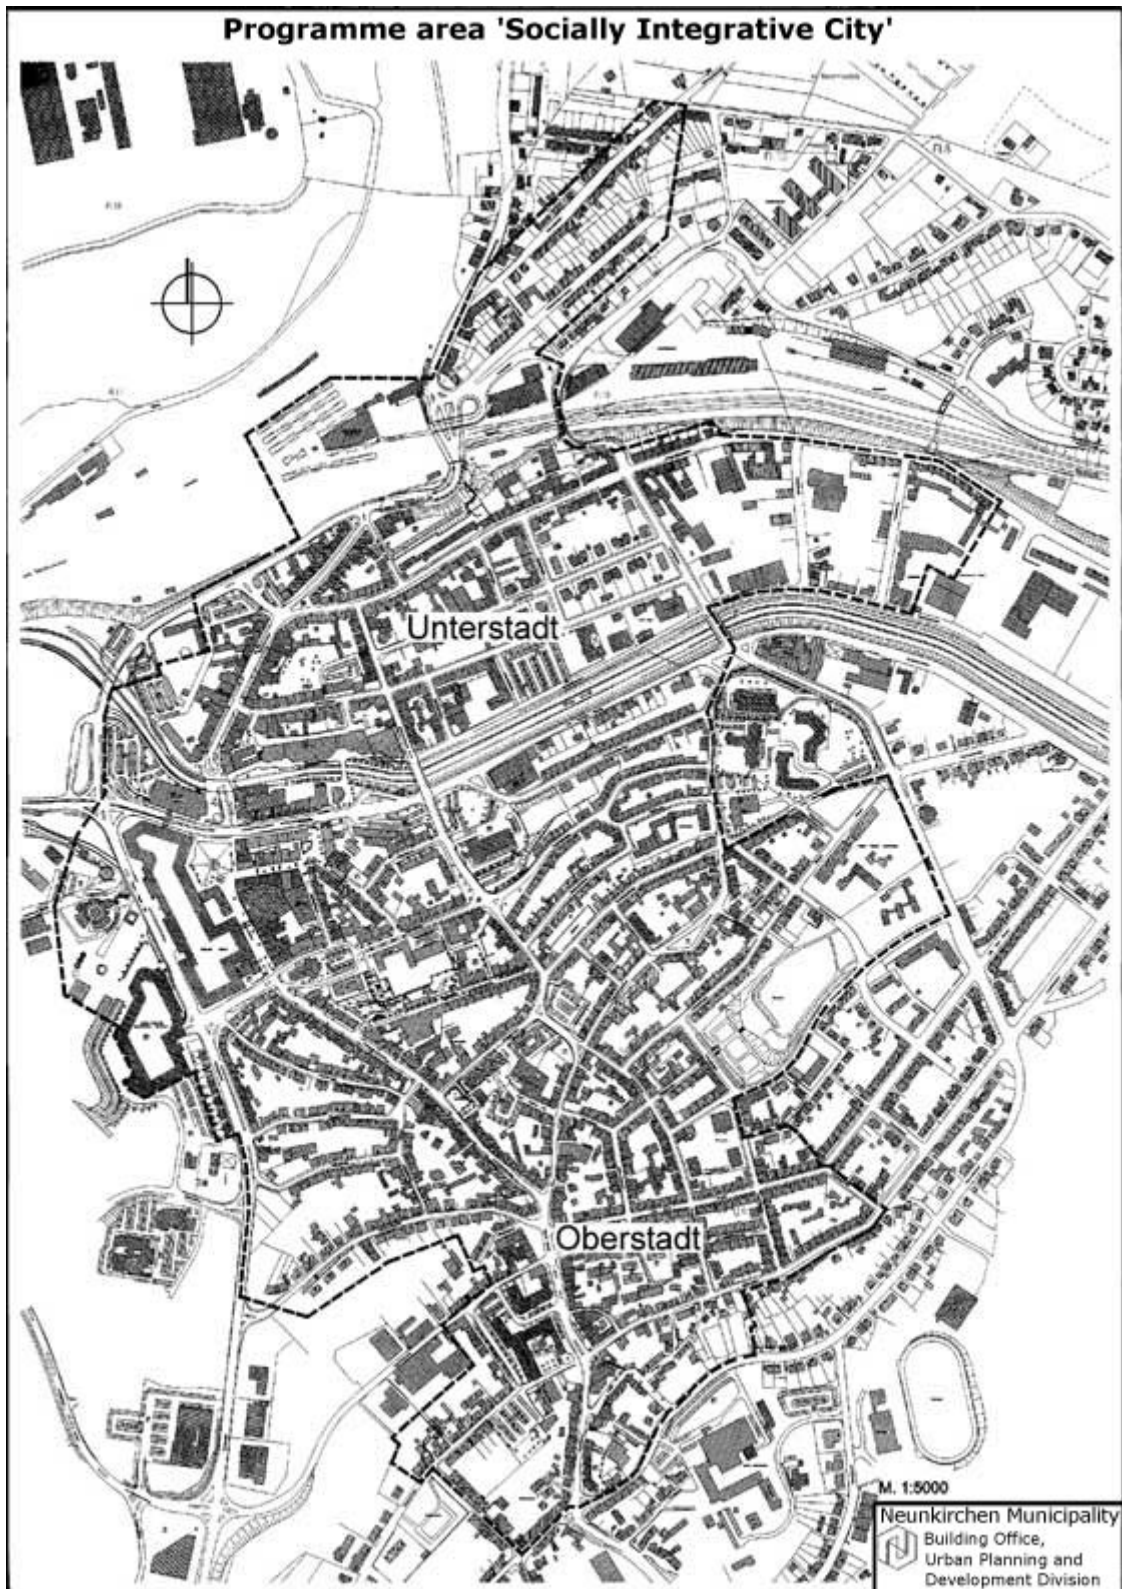 Programme area 'Socially Integrative City'
Unterstadt
Oberstadt
M. 1:5000
Neunkirchen Municipality
Building Office,
Urban Planning and
Development Division